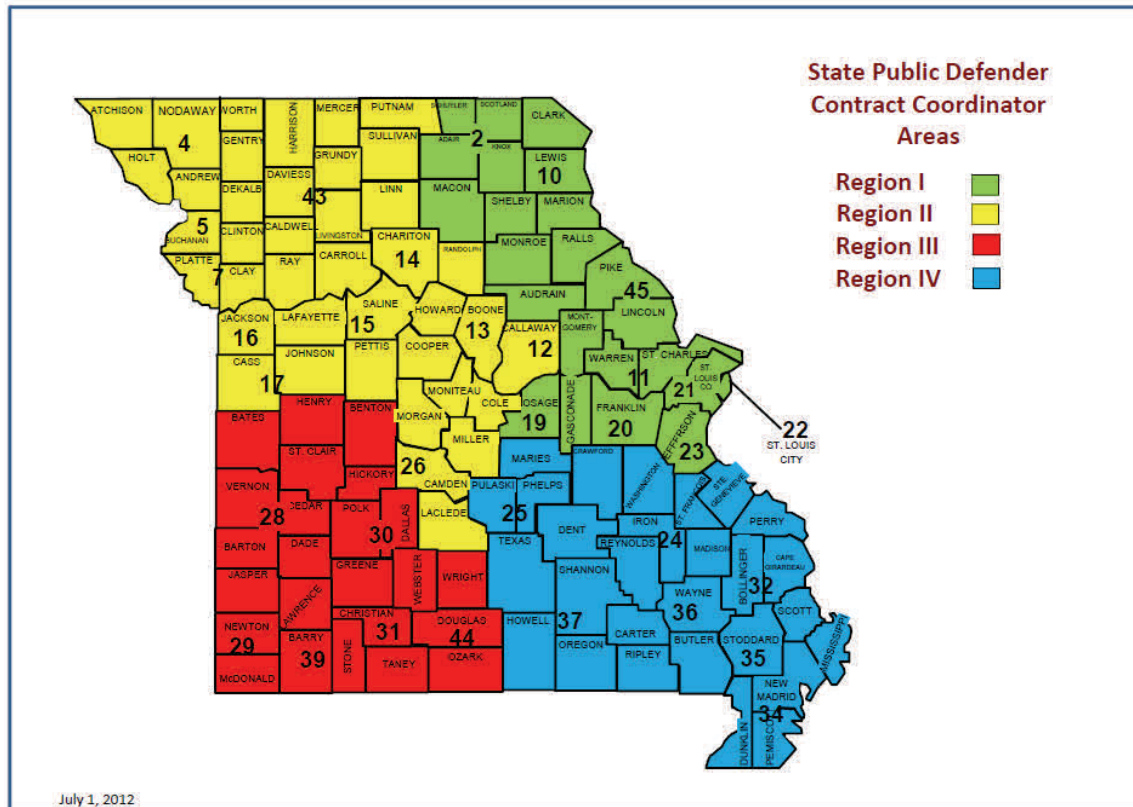 State Public Defender
Contract Coordinator
Areas
Region I
Region II
Region III
Region IV
ATCHISON
NODAWAY
WORTH
HARRISON
MERCER
PUTNAM
SCHUYLER
SCOTLAND
CLARK
4
GENTRY
SULLIVAN
ADAIR
2
KNOX
HOLT
GRUNDY
LEWIS
10
ANDREW
DEKALB
DAVIESS
43
LINN
MACON
SHELBY
MARION
5
BUCHANAN
CLINTON
CALDWELL
LIVINGSTON
CHARITON
14
RANDOLPH
MONROE
RALLS
PLATTE
7
CLAY
RAY
CARROLL
PIKE
45
AUDRAIN
JACKSON
16
LAFAYETTE
SALINE
15
HOWARD
BOONE
13
CALLAWAY
12
MONT-
GOMERY
LINCOLN
CASS
17
JOHNSON
PETTIS
COOPER
WARREN
11
ST CHARLES
ST.
LOUIS
CO
21
MONITEAU
COLE
OSAGE
19
GASCONADE
FRANKLIN
20
JEFFERSON
23
22
ST. LOUIS
CITY
BATES
HENRY
BENTON
MORGAN
MILLER
26
CAMDEN
ST. CLAIR
HICKORY
MARIES
CRAWFORD
WASHINGTON
ST. FRANCIS
STE.
GENEVIEVE
VERNON
28
CEDAR
POLK
30
DALLAS
LACLEDE
PULASKI
PHELPS
25
DENT
IRON
24
PERRY
BARTON
DADE
TEXAS
REYNOLDS
MADISON
BOLLINGER
CAPE
GIRARDEAU
32
JASPER
GREENE
WEBSTER
WRIGHT
SHANNON
WAYNE
36
SCOTT
MISSISSIPPI
LAWRENCE
CHRISTIAN
31
DOUGLAS
44
HOWELL
37
CARTER
BUTLER
STODDARD
35
NEWTON
29
BARRY
39
STONE
TANEY
OZARK
OREGON
RIPLEY
McDONALD
NEW
MADRID
34
DUNKLIN
PEMISCO
July 1, 2012